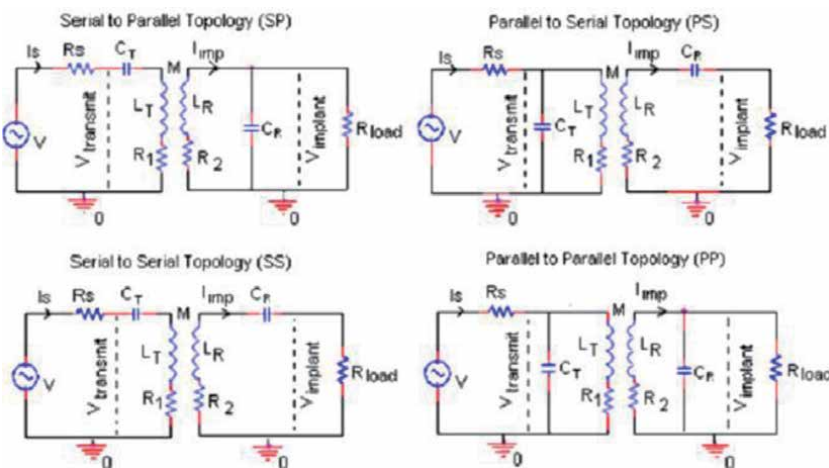 Serial to Parallel Topology (SP)
Is Rs CT M Iimp
V Vtransmit LT LR CR Vimplant Rload
R1 R2
0 0
Parallel to Serial Topology (PS)
Is Rs M Iimp CR
V Vtransmit CT LT LR Vimplant Rload
R1 R2
0 0
Serial to Serial Topology (SS)
Is Rs CT M Iimp CR
V Vtransmit LT LR Vimplant Rload
R1 R2
0 0
Parallel to Parallel Topology (PP)
Is Rs M Iimp
V Vtransmit CT LT LR CR Vimplant Rload
R1 R2
0 0